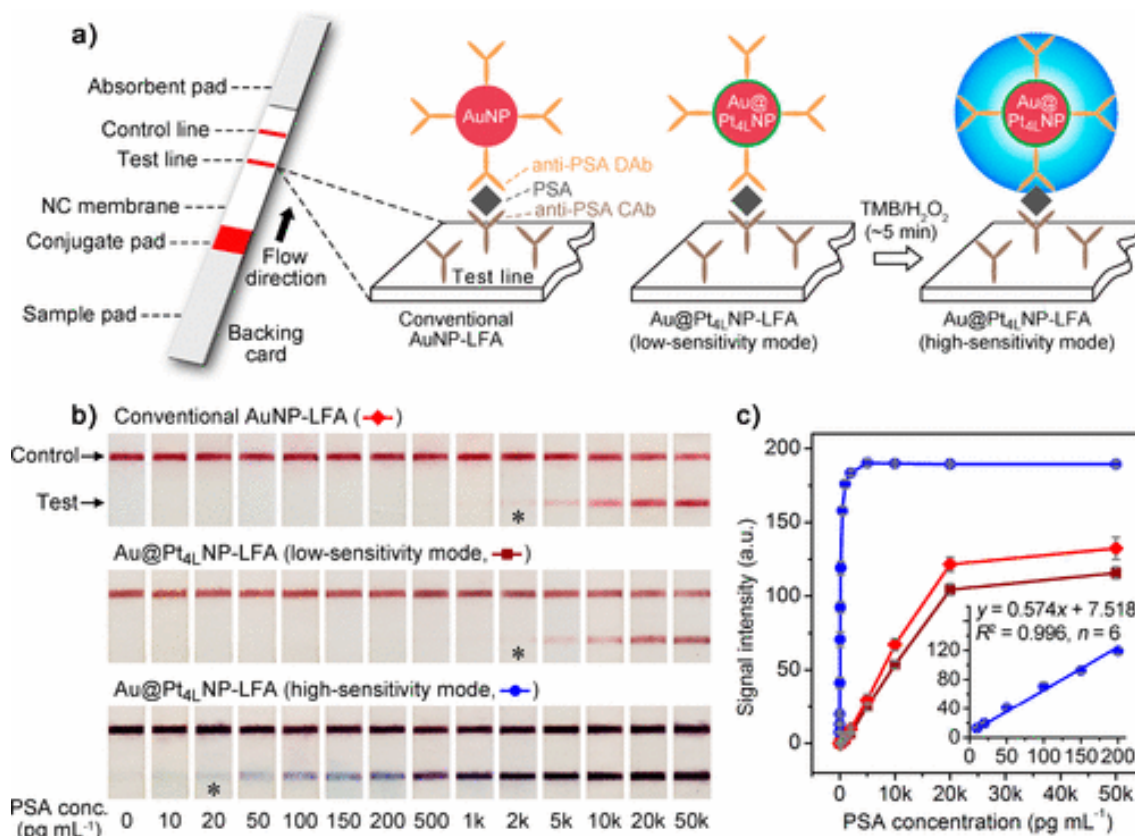 a)
Absorbent pad
Control line
Test line
NC membrane
Conjugate pad
Sample pad
Flow
direction
Backing
card
AuNP
anti-PSA DAb
PSA
anti-PSA CAb
Test line
Conventional
AuNP-LFA
Au@
Pt4LNP
Au@Pt4LNP-LFA
(low-sensitivity mode)
TMB/H2O2
(~5 min)
Au@
Pt4LNP
Au@Pt4LNP-LFA
(high-sensitivity mode)
b)
Conventional AuNP-LFA ( )
Control
Test
*
Au@Pt4LNP-LFA (low-sensitivity mode, )
*
Au@Pt4LNP-LFA (high-sensitivity mode, )
*
PSA conc.
(pg mL-1)
0 10 20 50 100 150 200 500 1k 2k 5k 10k 20k 50k
c)
Signal intensity (a.u.)
200
150
100
50
0
0 10k 20k 30k 40k 50k
PSA concentration (pg mL-1)
y = 0.574x + 7.518
R2 = 0.996, n = 6
120
80
40
0
0 50 100 150 200